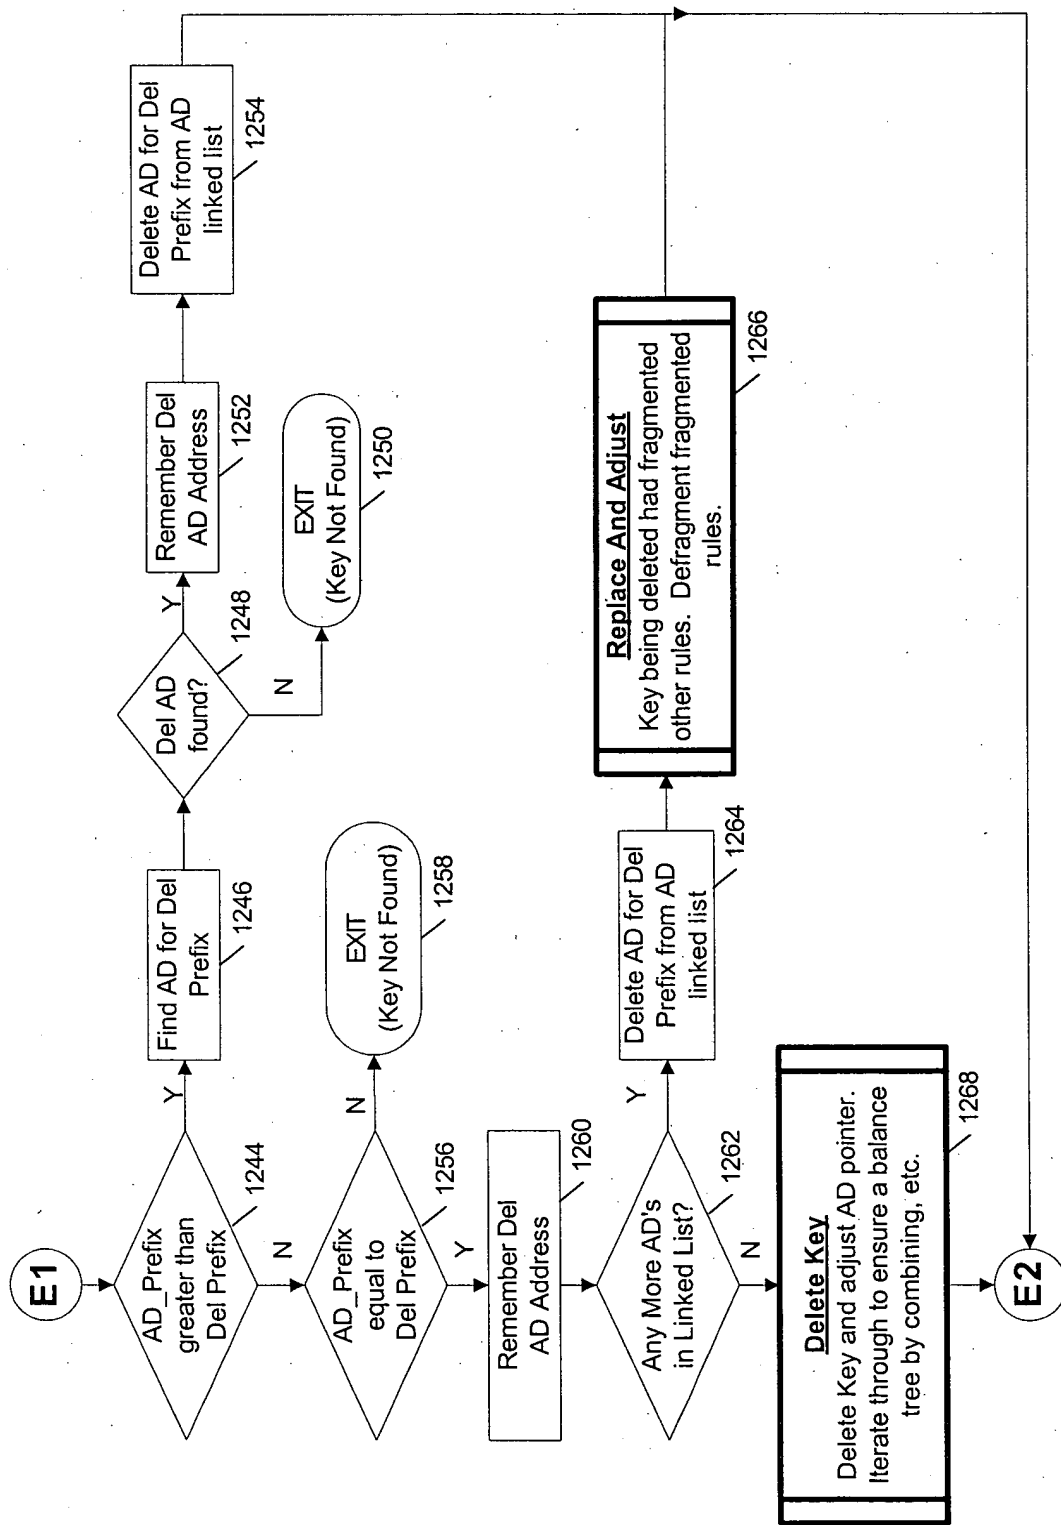 E1
AD_Prefix
greater than
Del Prefix
1244
Y
N
Find AD for Del
Prefix
1246
Del AD
found?
1248
Y
N
Remember Del
AD Address
1252
Delete AD for Del
Prefix from AD
linked list
1254
EXIT
(Key Not Found)
1250
AD_Prefix
equal to
Del Prefix
1256
N
Y
EXIT
(Key Not Found)
1258
Remember Del
AD Address
1260
Any More AD's
in Linked List?
1262
Y
N
Delete AD for Del
Prefix from AD
linked list
1264
Replace And Adjust
Key being deleted had fragmented
other rules. Defragment fragmented
rules.
1266
Delete Key
Delete Key and adjust AD pointer.
Iterate through to ensure a balance
tree by combining, etc.
1268
E2